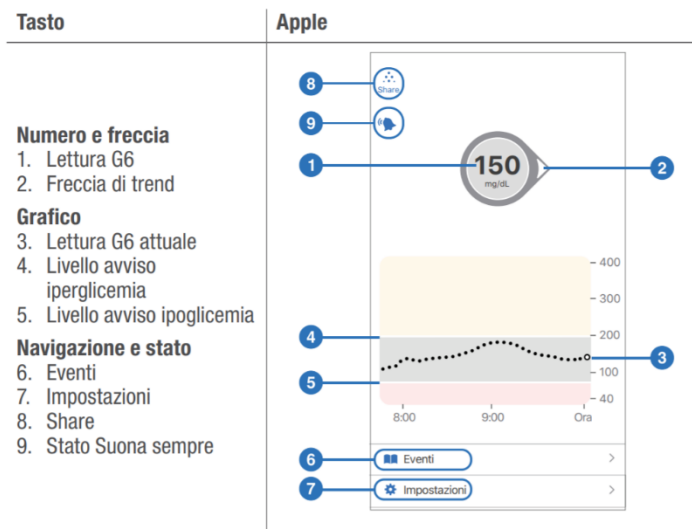 Tasto
Apple
Numero e freccia
1. Lettura G6
2. Freccia di trend
Grafico
3. Lettura G6 attuale
4. Livello avviso
iperglicemia
5. Livello avviso ipoglicemia
Navigazione e stato
6. Eventi
7. Impostazioni
8. Share
9. Stato Suona sempre
8
Share
9
1
150
mg/dL
2
400
300
4
200
3
100
5
40
8:00
9:00
Ora
6
Eventi
7
Impostazioni